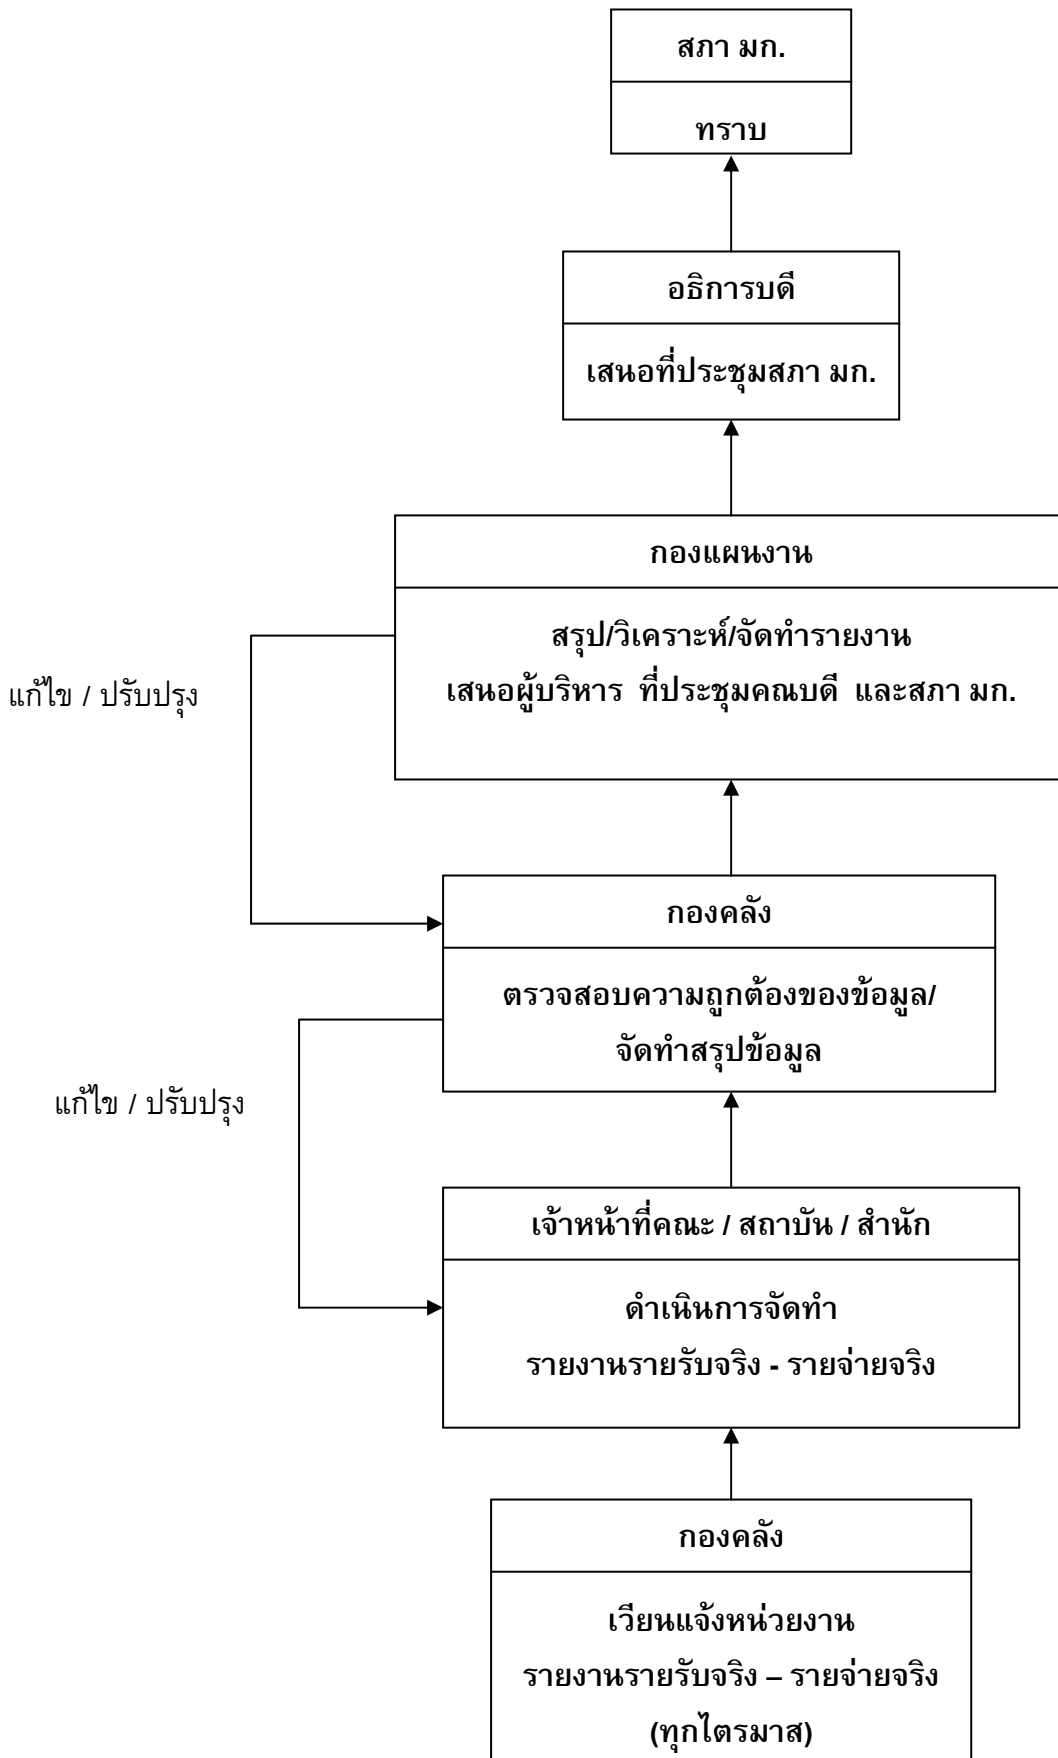 สภา มก.
ทราบ
อธิการบดี
เสนอที่ประชุมสภา มก.
กองแผนงาน
สรุป/วิเคราะห์/จัดทำรายงาน
เสนอผู้บริหาร ที่ประชุมคณบดี และสภา มก.
แก้ไข / ปรับปรุง
กองคลัง
ตรวจสอบความถูกต้องของข้อมูล/
จัดทำสรุปข้อมูล
แก้ไข / ปรับปรุง
เจ้าหน้าที่คณะ / สถาบัน / สำนัก
ดำเนินการจัดทำ
รายงานรายรับจริง - รายจ่ายจริง
กองคลัง
เวียนแจ้งหน่วยงาน
รายงานรายรับจริง – รายจ่ายจริง
(ทุกไตรมาส)